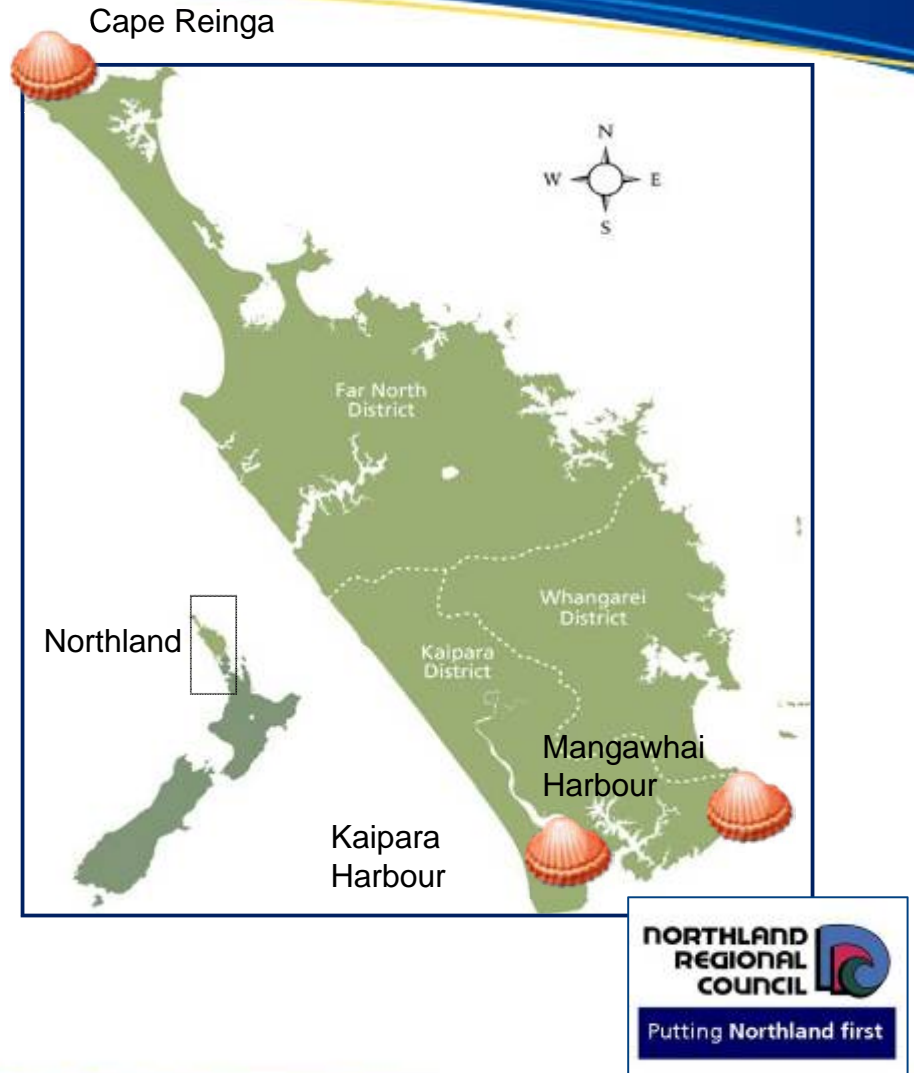 Cape Reinga
N
W E
S
Far North
District
Whangarei
District
Northland
Kaipara
District
Mangawhai
Harbour
Kaipara
Harbour
NORTHLAND
REGIONAL
COUNCIL
Putting Northland first